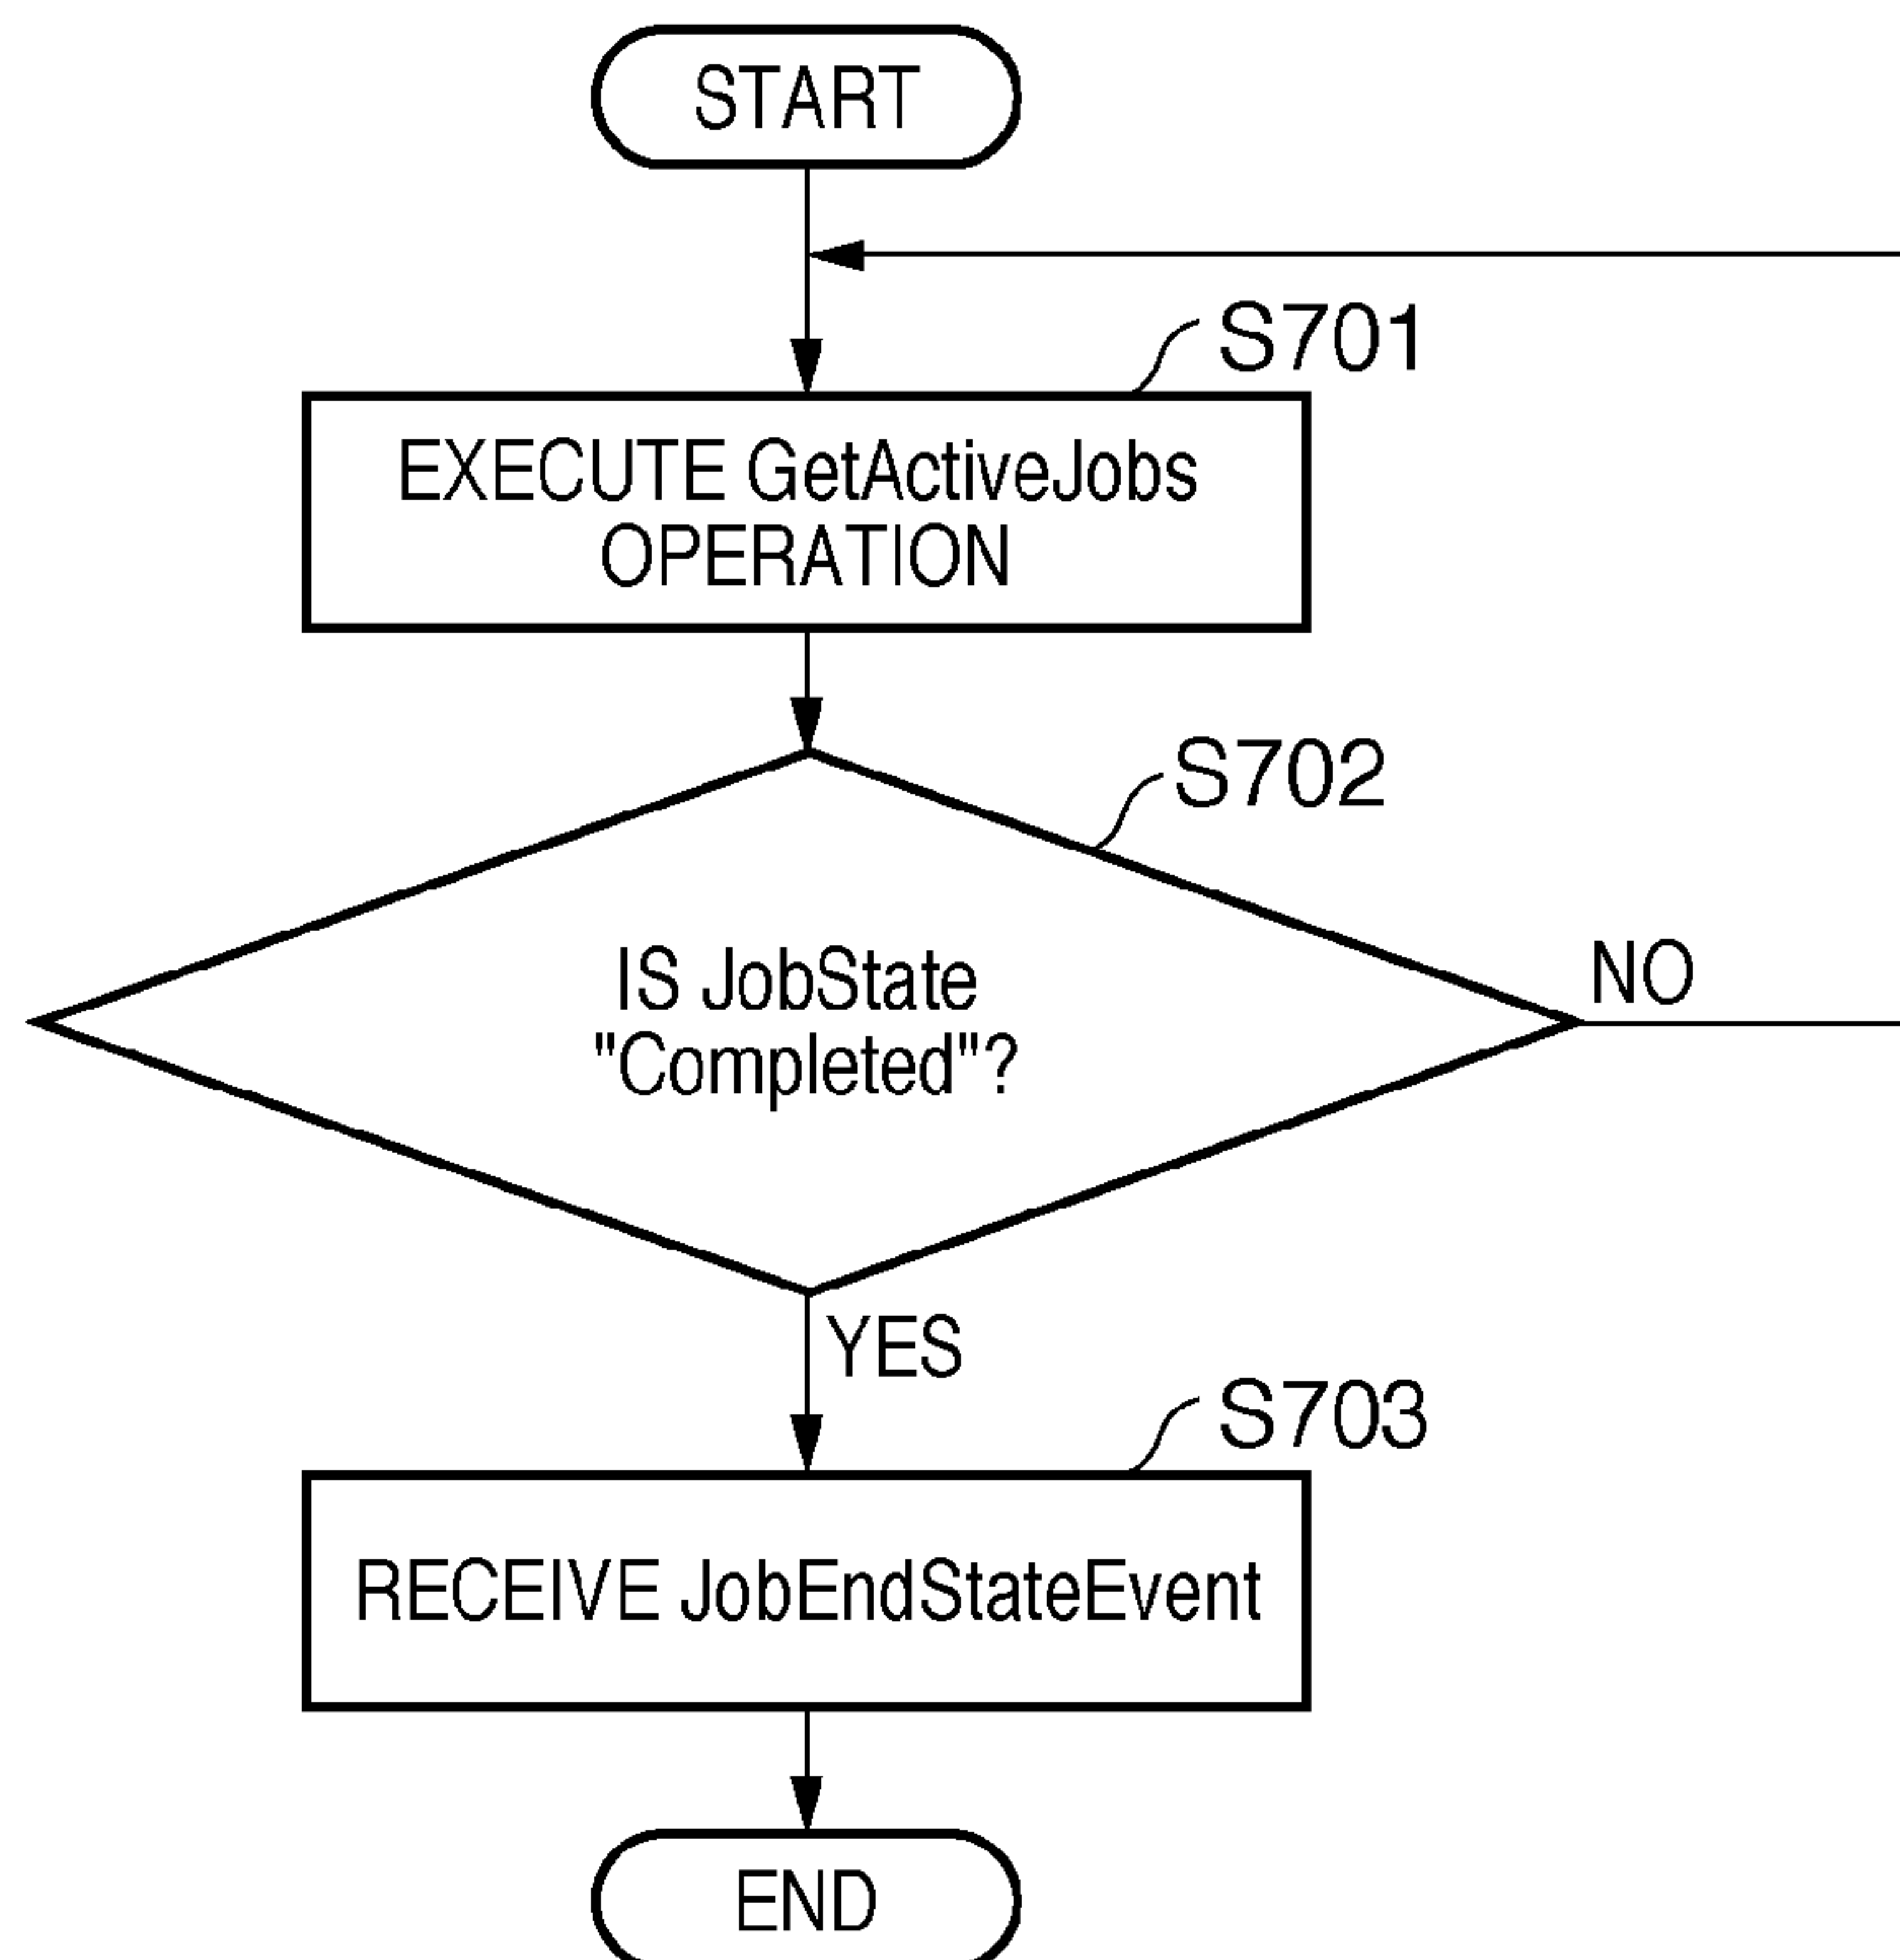 START
S701
EXECUTE GetActiveJobs
OPERATION
S702
IS JobState
"Completed"?
NO
YES
S703
RECEIVE JobEndStateEvent
END